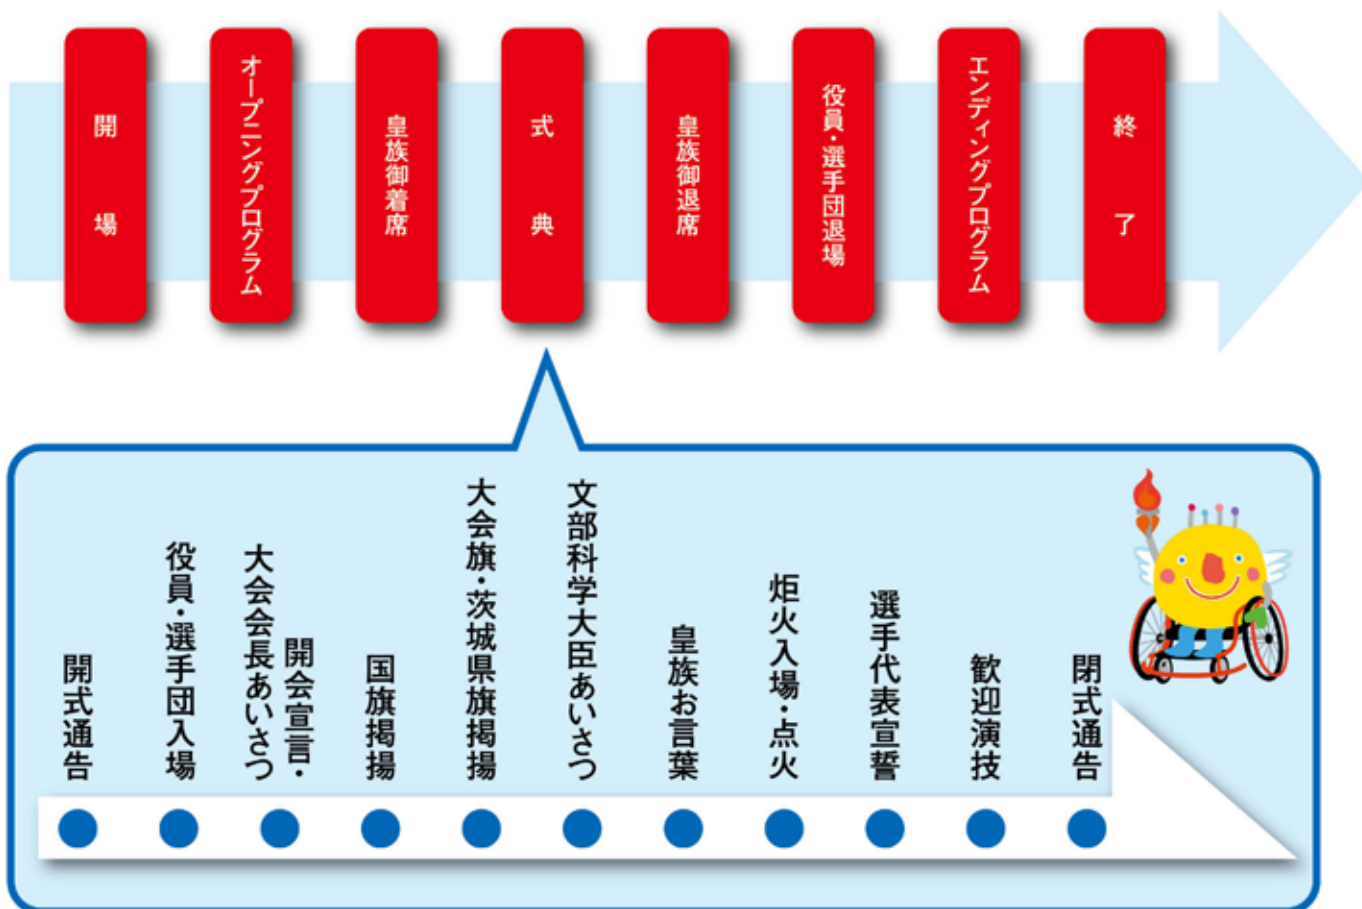 開場
オープニングプログラム
皇族御着席
式典
皇族御退席
役員・選手団退場
エンディングプログラム
終了
開式通告
役員・選手団入場
開会宣言・
大会会長あいさつ
国旗掲揚
大会旗・茨城県旗掲揚
文部科学大臣あいさつ
皇族お言葉
炬火入場・点火
選手代表宣誓
歓迎演技
閉式通告